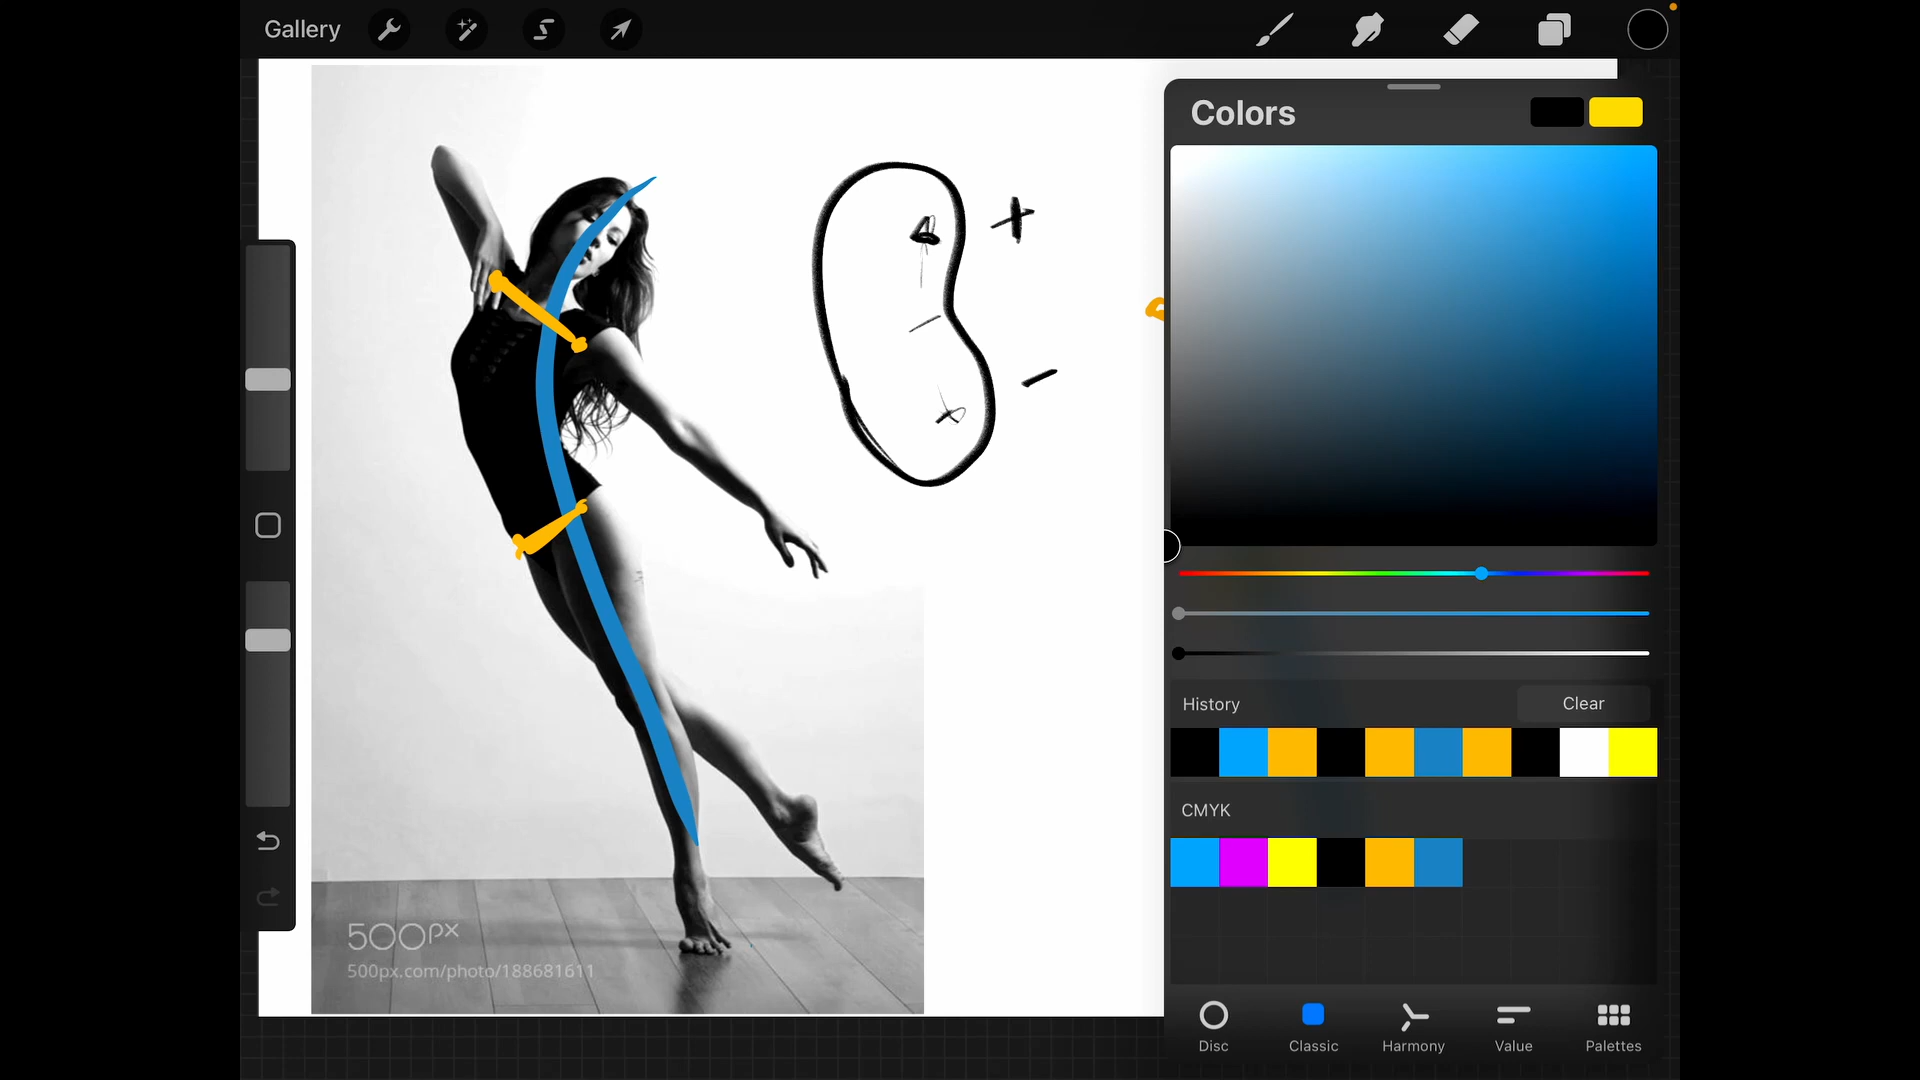 Gallery
Colors
History
Clear
CMYK
500px
500px.com/photo/188681611
Disc
Classic
Harmony
Value
Palettes